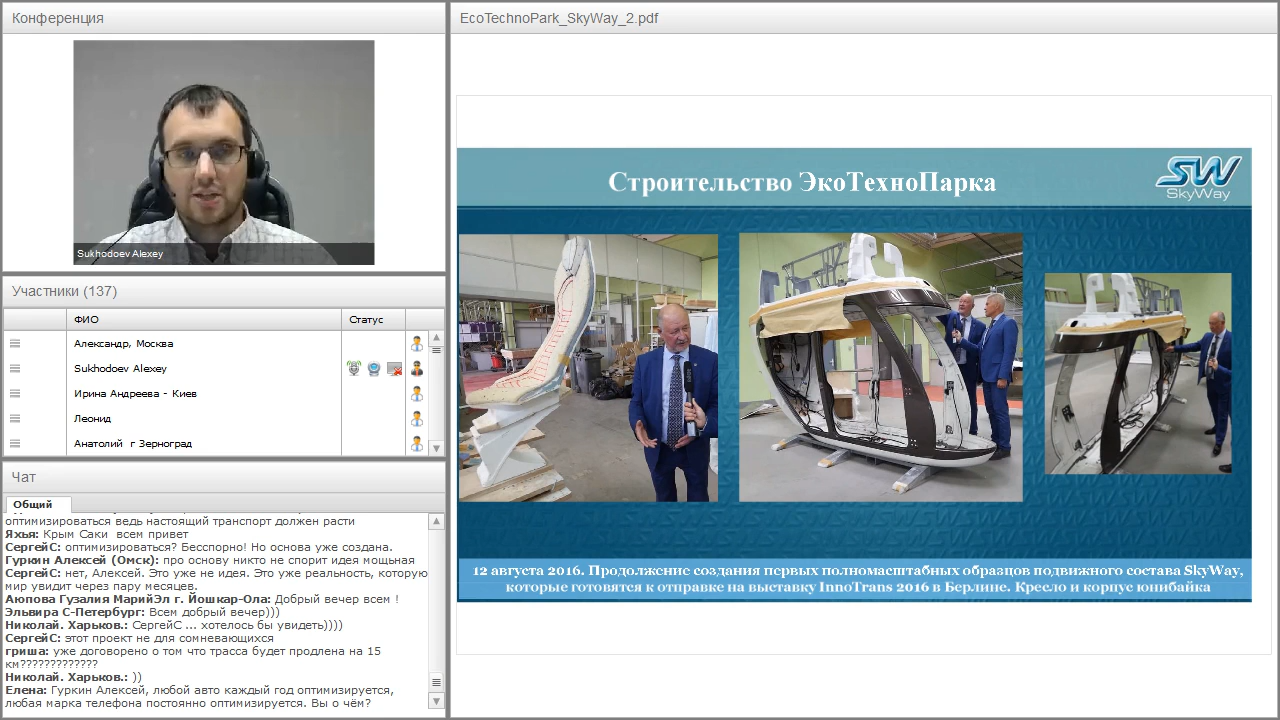 Конференция
Sukhodoev Alexey
Участники (137)
ФИО
Статус
Александр, Москва
Sukhodoev Alexey
Ирина Андреева - Киев
Леонид
Анатолий г Зерноград
Чат
Общий
оптимизироваться ведь настоящий транспорт должен расти
Яхья: Крым Саки всем привет
СергейС: оптимизироваться? Бесспорно! Но основа уже создана.
Гуркин Алексей (Омск): про основу никто не спорит идея мощьная
СергейС: нет, Алексей. Это уже не идея. Это уже реальность, которую
мир увидит через пару месяцев.
Аюпова Гузалия МарийЭл г. Йошкар-Ола.: Добрый вечер всем !
Эльвира С-Петербург: Всем добрый вечер)))
Николай. Харьков.: СергейС ... хотелось бы увидеть))))
СергейС: этот проект не для сомневающихся
гриша: уже договорено о том что трасса будет продлена на 15
км?????????????
Николай. Харьков.: ))
Елена: Гуркин Алексей, любой авто каждый год оптимизируется,
любая марка телефона постоянно оптимизируется. Вы о чём?
EcoTechnoPark_SkyWay_2.pdf
Строительство ЭкоТехноПарка
SW
SkyWay
12 августа 2016. Продолжение создания первых полномасштабных образцов подвижного состава SkyWay,
которые готовятся к отправке на выставку InnoTrans 2016 в Берлине. Кресло и корпус юнибайка